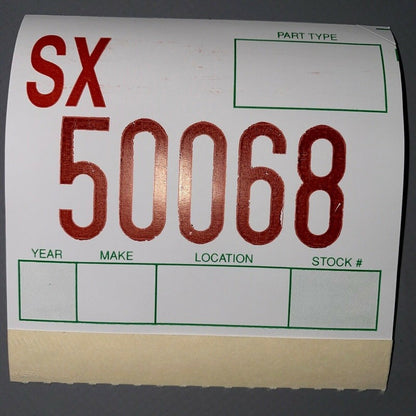 SX
PART TYPE
50068
YEAR MAKE LOCATION STOCK #